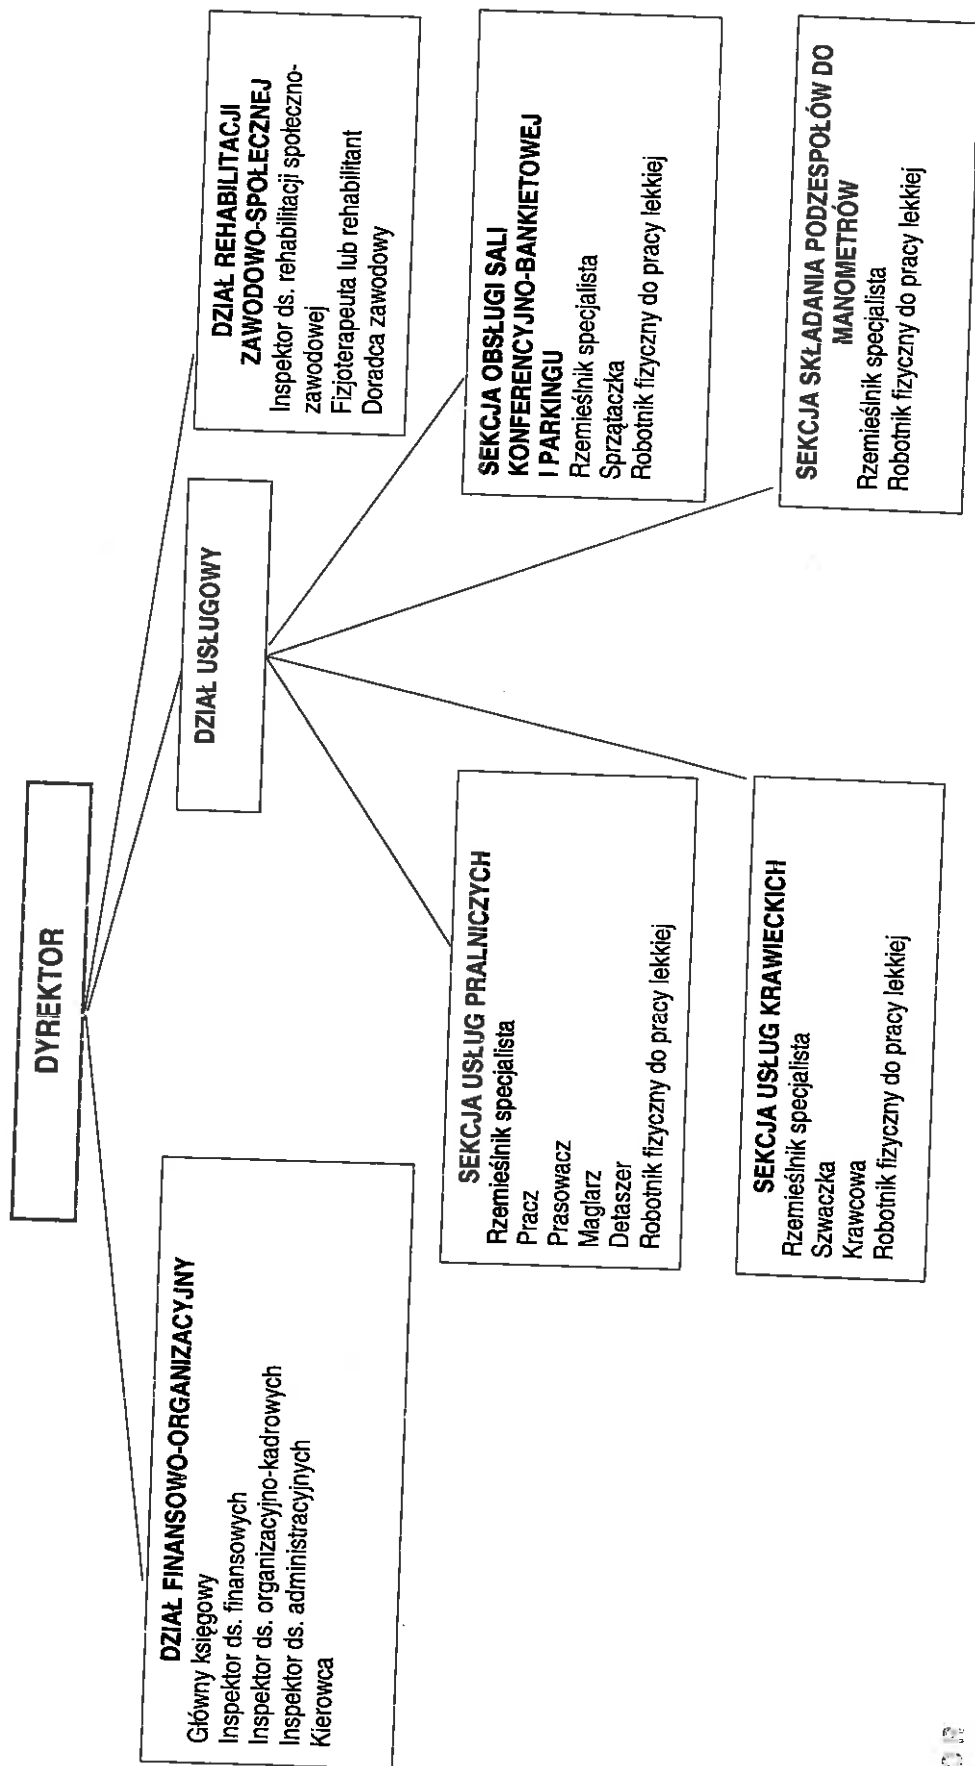 DYREKTOR
DZIAŁ FINANSOWO-ORGANIZACYJNY
Główny księgowy
Inspektor ds. finansowych
Inspektor ds. organizacyjno-kadrowych
Inspektor ds. administracyjnych
Kierowca
DZIAŁ USŁUGOWY
DZIAŁ REHABILITACJI
ZAWODOWO-SPOŁECZNEJ
Inspektor ds. rehabilitacji społeczno-
zawodowej
Fizjoterapeuta lub rehabilitant
Doradca zawodowy
SEKCJA USŁUG PRALNICZYCH
Rzemieślnik specjalista
Pracz
Prasowacz
Maglarz
Detaszer
Robotnik fizyczny do pracy lekkiej
SEKCJA OBSŁUGI SALI
KONFERENCYJNO-BANKIETOWEJ
I PARKINGU
Rzemieślnik specjalista
Sprzątaczka
Robotnik fizyczny do pracy lekkiej
SEKCJA USŁUG KRAWIECKICH
Rzemieślnik specjalista
Szwaczka
Krawcowa
Robotnik fizyczny do pracy lekkiej
SEKCJA SKŁADANIA PODZESPOŁÓW DO
MANOMETRÓW
Rzemieślnik specjalista
Robotnik fizyczny do pracy lekkiej